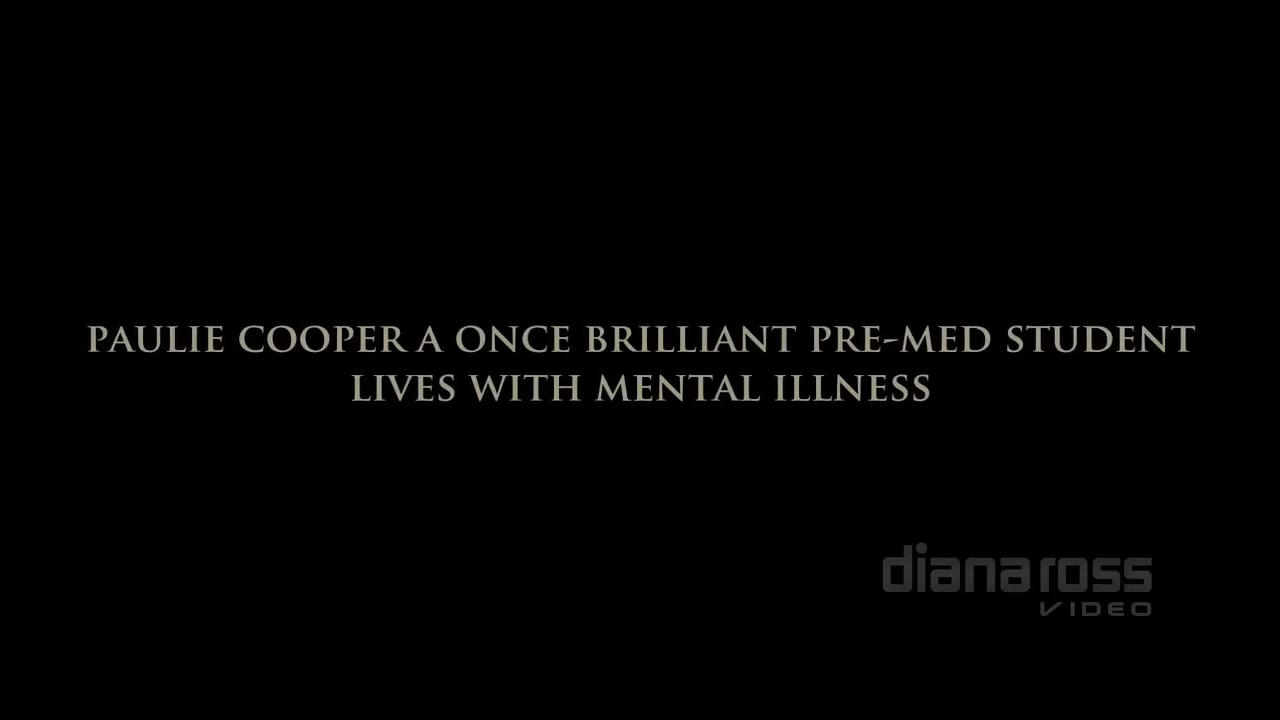 PAULIE COOPER A ONCE BRILLIANT PRE-MED STUDENT
LIVES WITH MENTAL ILLNESS
diana ross
VIDEO